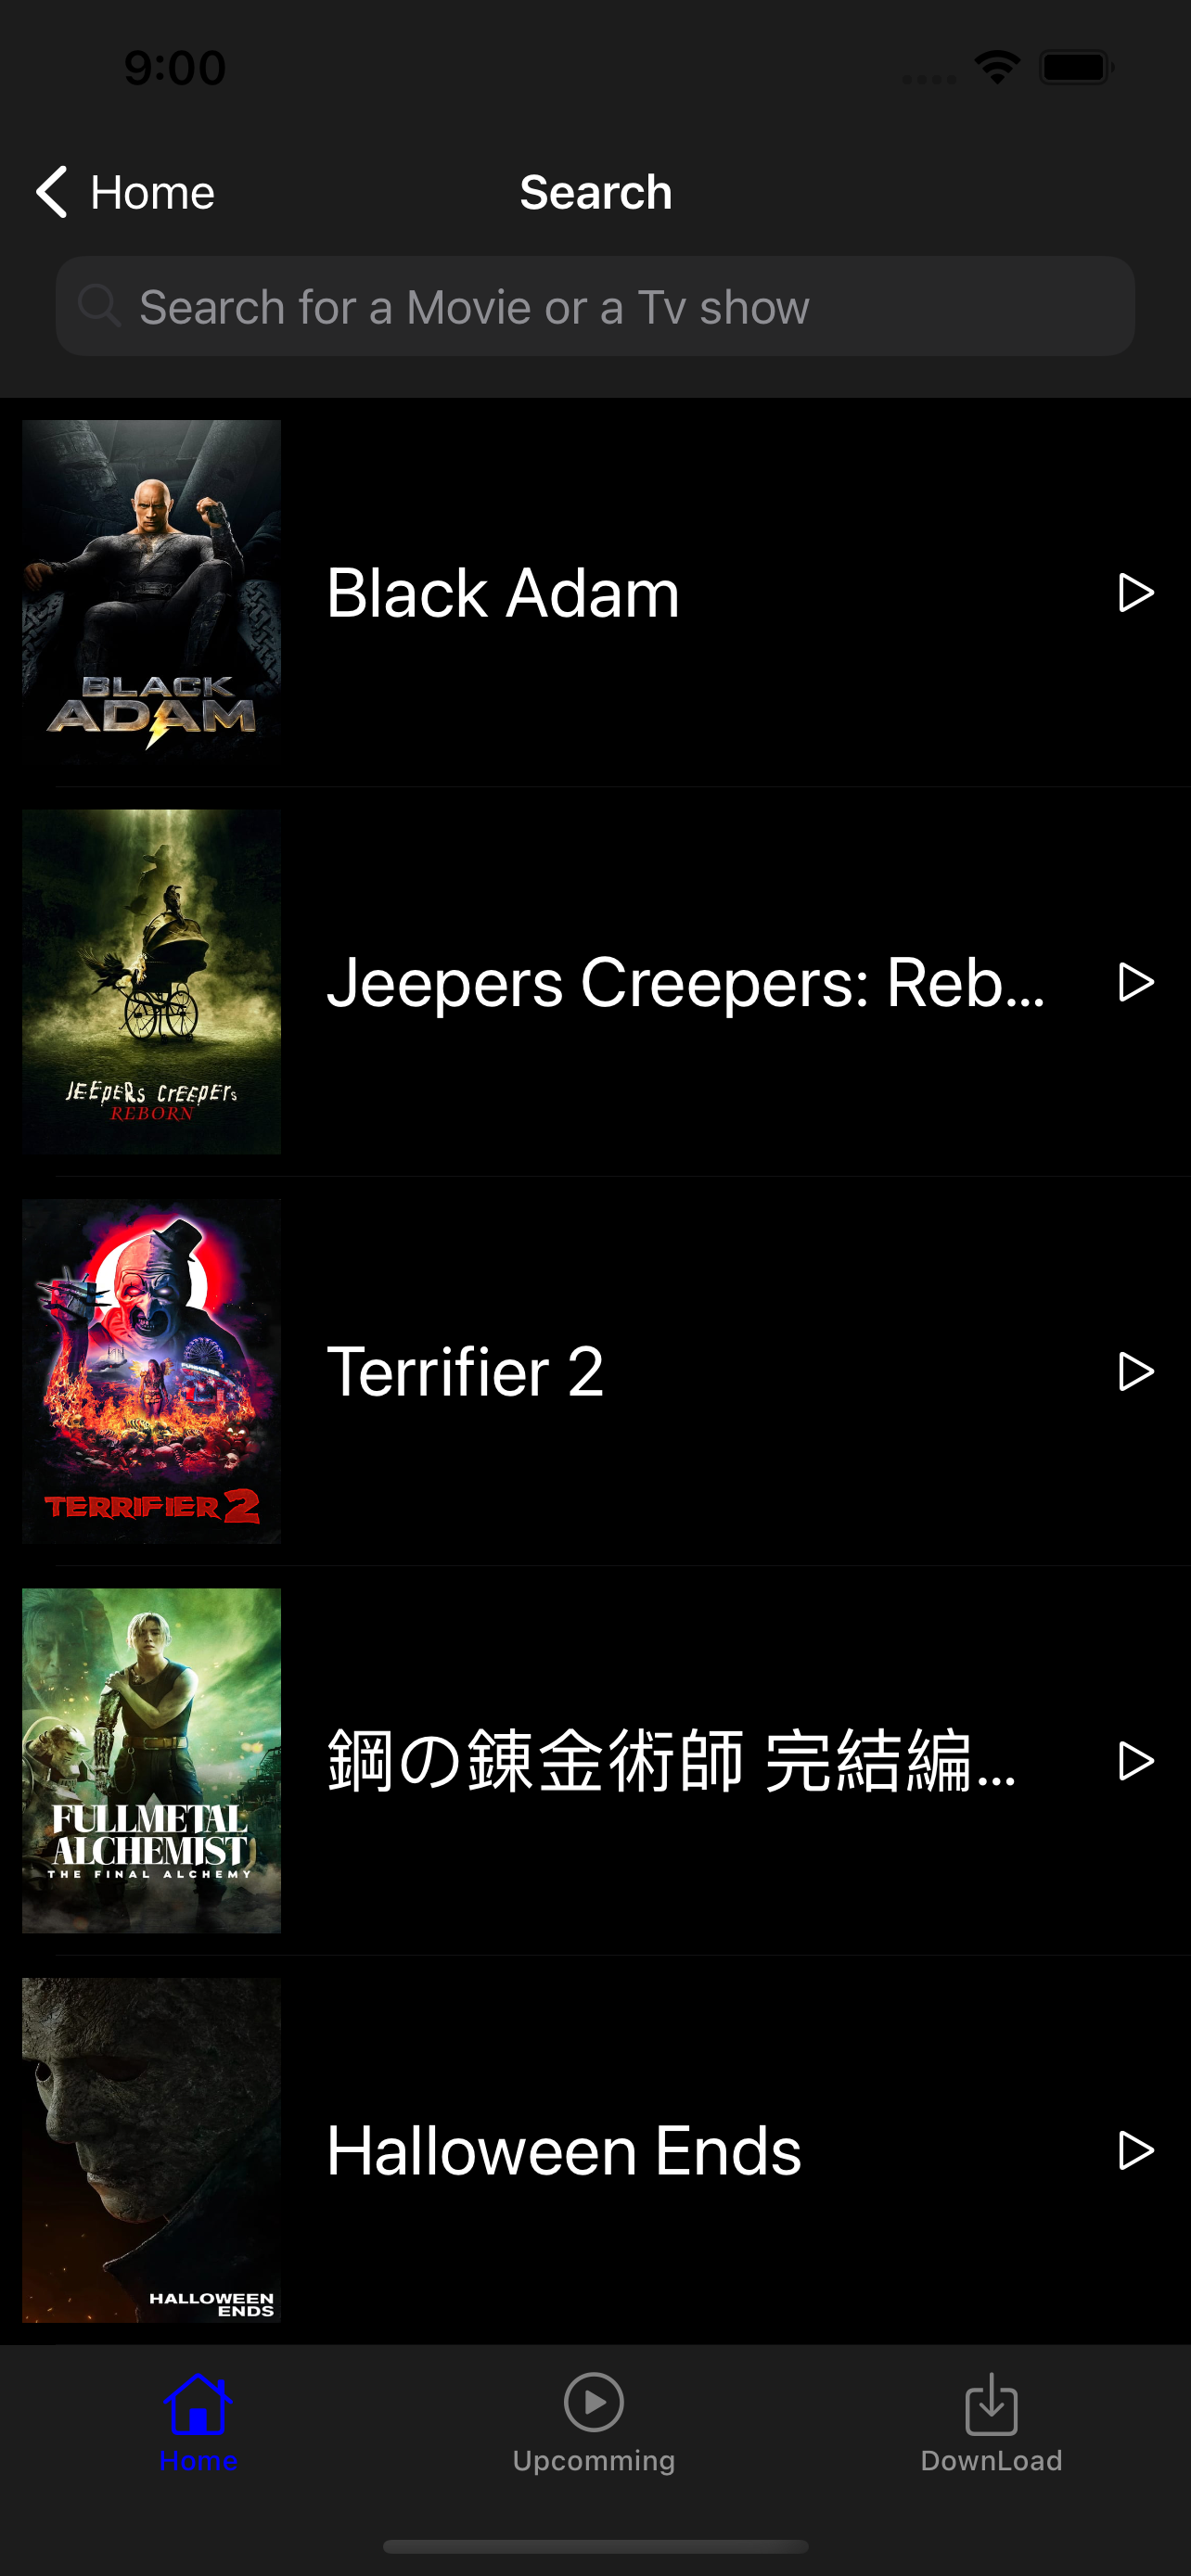 9:00
Home
Search
Search for a Movie or a Tv show
BLACK
ADAM
Black Adam
JEEPERS CREEPERS
REBORN
Jeepers Creepers: Reb...
TERRIFIER 2
Terrifier 2
FULLMETAL
ALCHEMIST
THE FINAL ALCHEMY
鋼の錬金術師 完結編...
HALLOWEEN
ENDS
Halloween Ends
Home
Upcomming
DownLoad